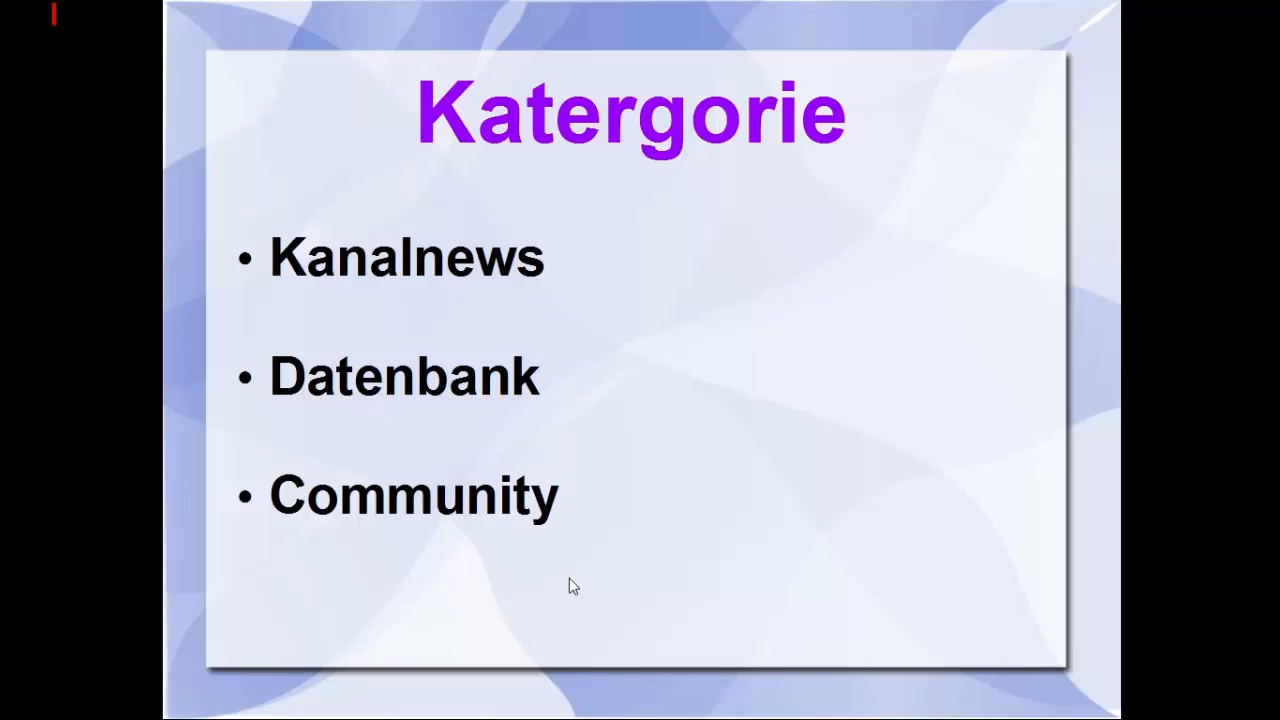 Katergorie
• Kanalnews
• Datenbank
• Community